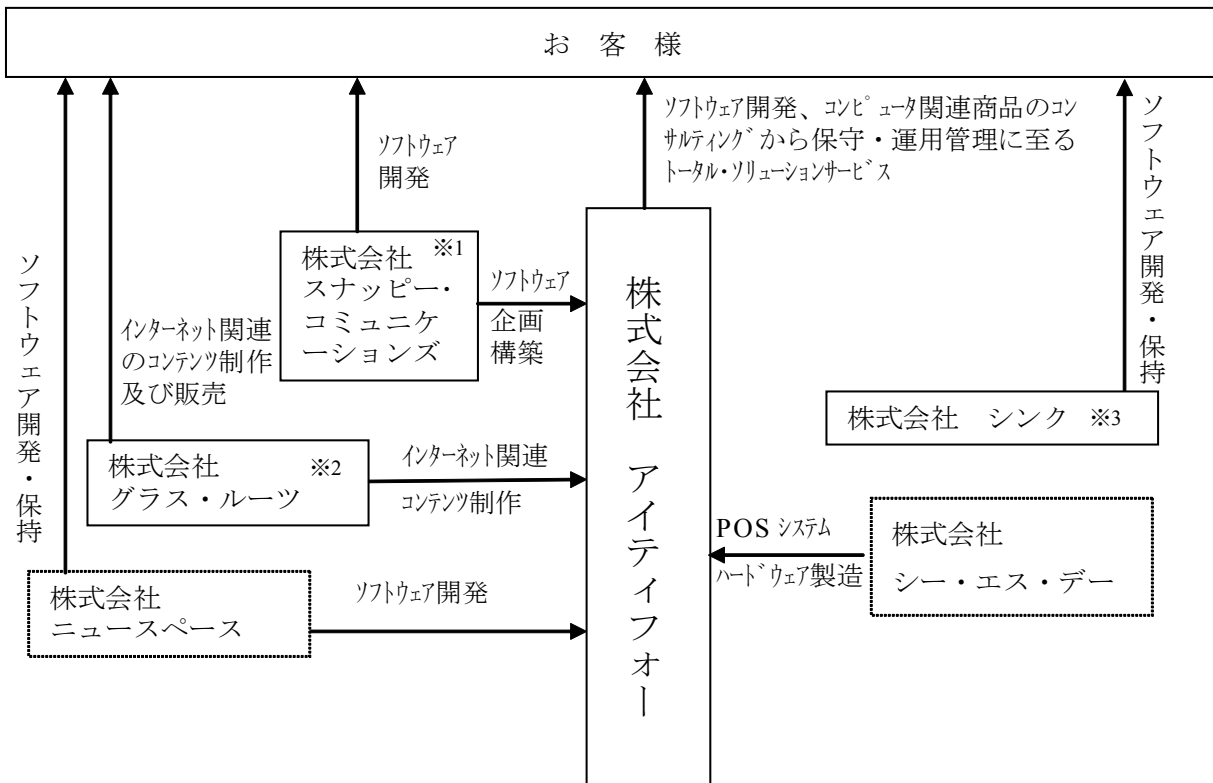 お 客 様
ソフトウェア
開発
ソフトウェア開発、コンピュータ関連商品のコン
サルティングから保守・運用管理に至る
トータル・ソリューションサービス
ソフトウェア開発・保持
ソフトウェア開発・保持
インターネット関連
のコンテンツ制作
及び販売
株式会社 ※1
スナッピー・
コミュニケ
ーションズ
ソフトウェア
企画
構築
株式会社 アイティフォー
株式会社 シンク ※3
株式会社 ※2
グラス・ルーツ
インターネット関連
コンテンツ制作
POS システム
ハードウェア製造
株式会社
シー・エス・デー
株式会社
ニュースペース
ソフトウェア開発